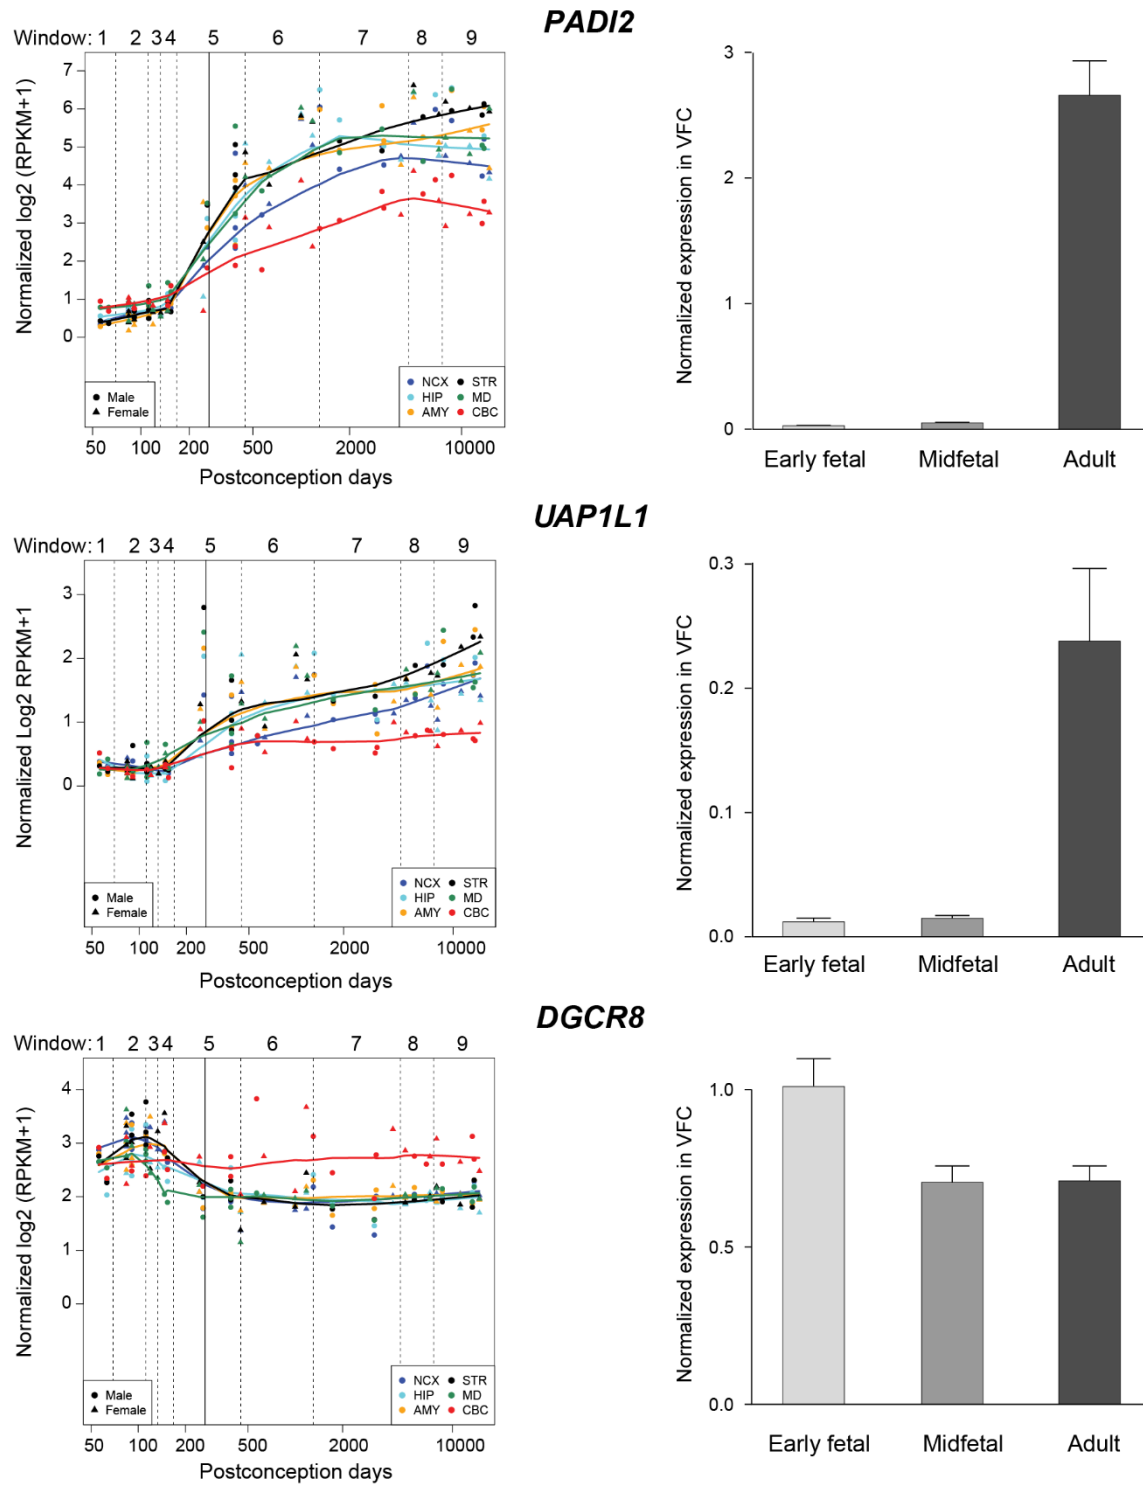 PADI2
Window: 1 2 3 4 5 6 7 8 9
Normalized log2 (RPKM+1)
7
6
5
4
3
2
1
0
Male
Female
NCX STR
HIP MD
AMY CBC
50 100 200 500 2000 10000
Postconception days
Normalized expression in VFC
3
2
1
0
Early fetal Midfetal Adult
UAP1L1
Window: 1 2 3 4 5 6 7 8 9
Normalized Log2 RPKM+1
3
2
1
0
Male
Female
NCX STR
HIP MD
AMY CBC
50 100 200 500 2000 10000
Postconception days
Normalized expression in VFC
0.3
0.2
0.1
0.0
Early fetal Midfetal Adult
DGCR8
Window: 1 2 3 4 5 6 7 8 9
Normalized log2 (RPKM+1)
4
3
2
1
0
Male
Female
NCX STR
HIP MD
AMY CBC
50 100 200 500 2000 10000
Postconception days
Normalized expression in VFC
1.0
0.5
0.0
Early fetal Midfetal Adult